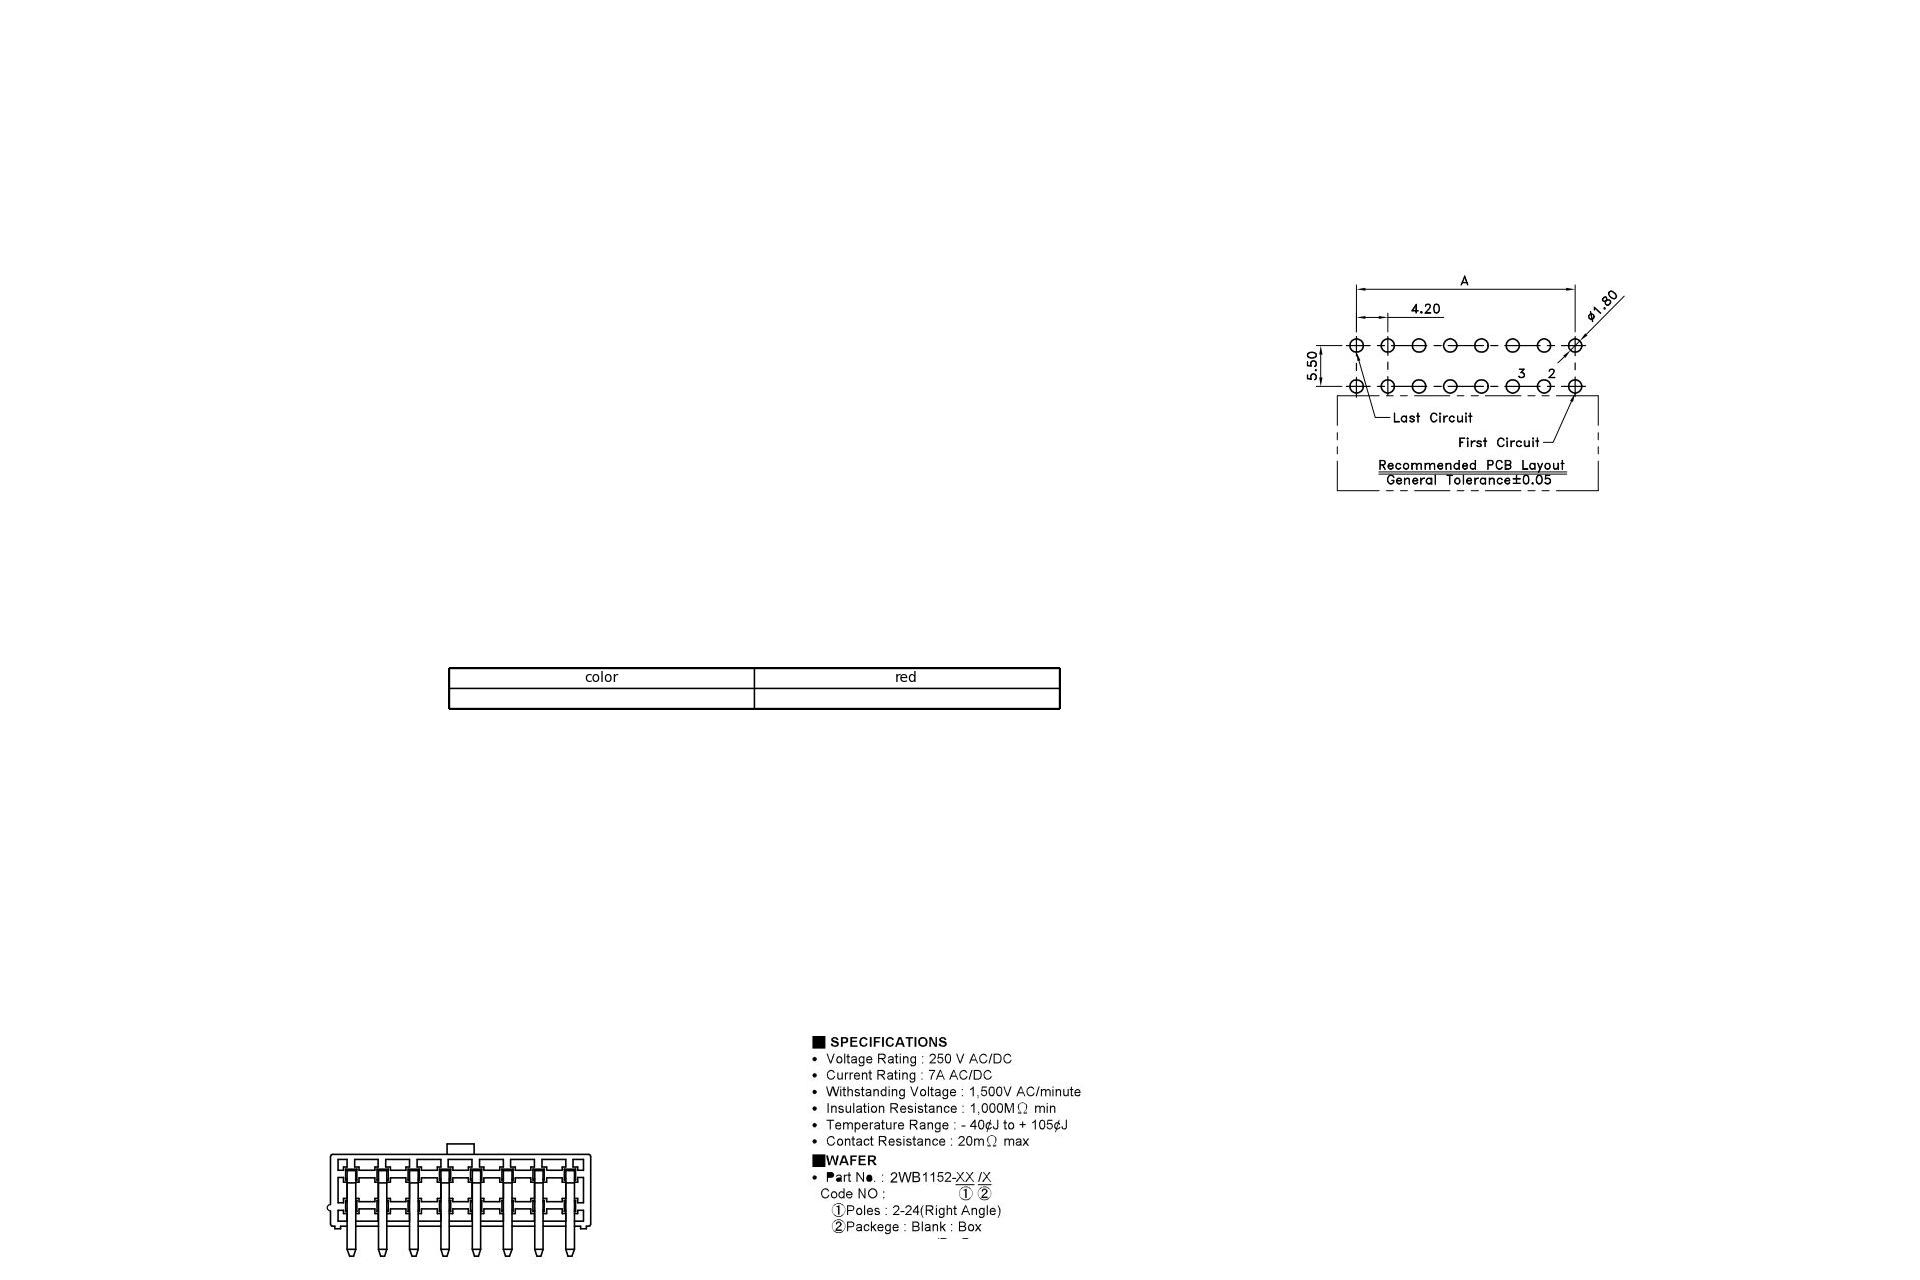 A
4.20
ø1.80
5.50
3 2
Last Circuit
First Circuit
Recommended PCB Layout
General Tolerance±0.05
color red
■ SPECIFICATIONS
• Voltage Rating : 250 V AC/DC
• Current Rating : 7A AC/DC
• Withstanding Voltage : 1,500V AC/minute
• Insulation Resistance : 1,000MΩ min
• Temperature Range : - 40¢J to + 105¢J
• Contact Resistance : 20mΩ max
■WAFER
• Part No. : 2WB1152-XX /X
Code NO : ① ②
①Poles : 2-24(Right Angle)
②Packege : Blank : Box